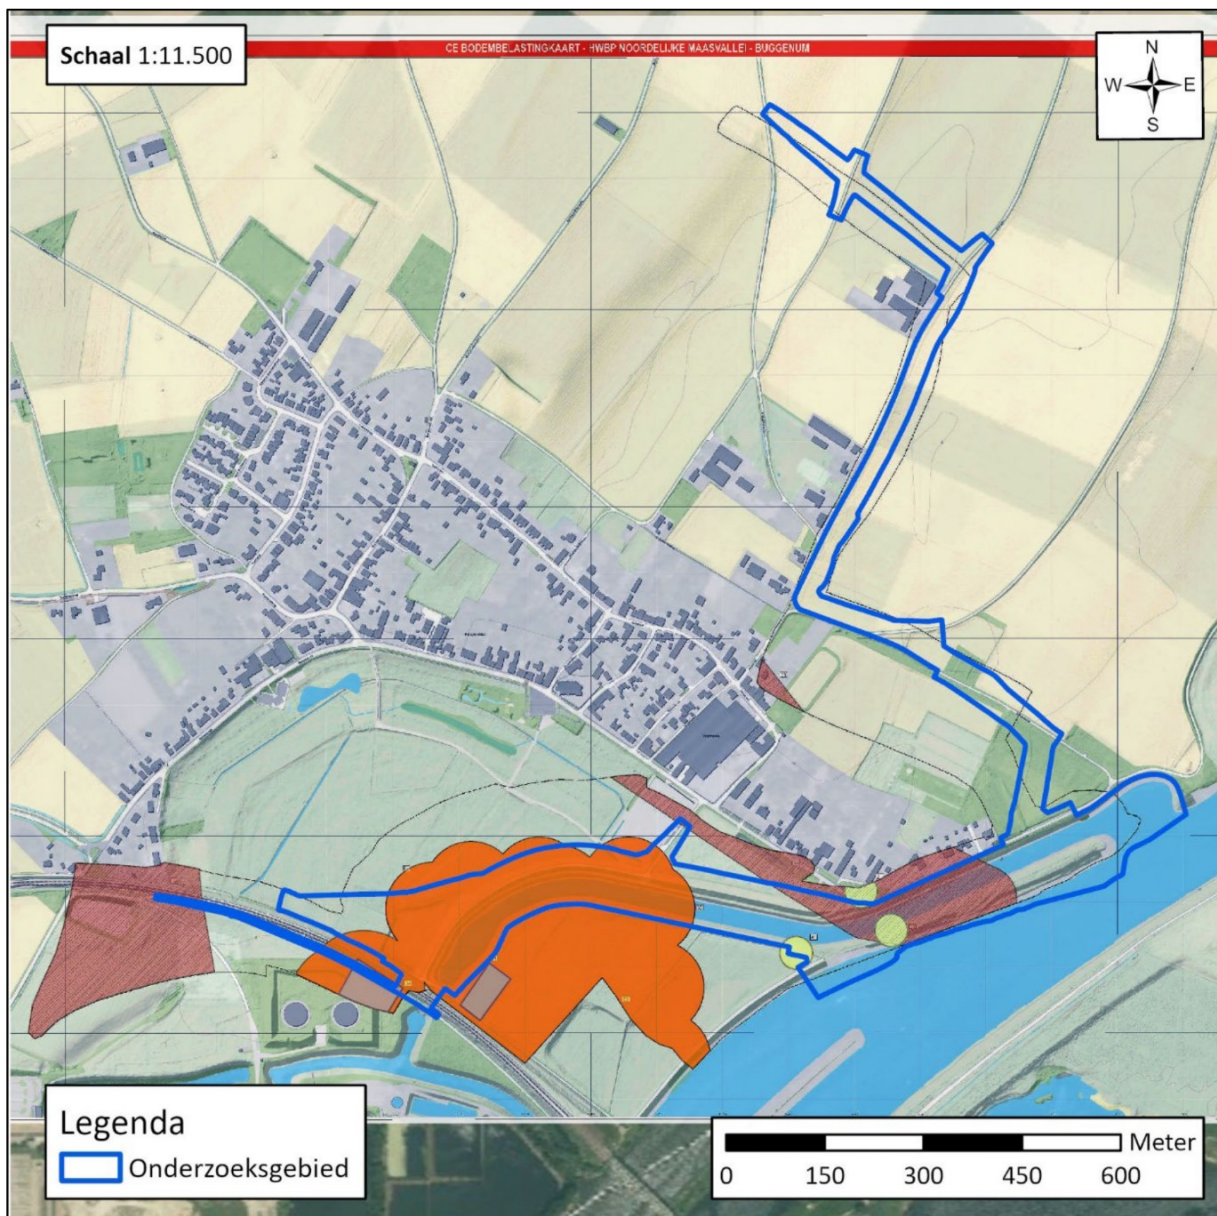 Schaal 1:11.500
CE BODEMBELASTINGKAART - HWBP NOORDELIJKE MAASVALLEI - BUGGENUM
N
W E
S
Legenda
Onderzoeksgebied
Meter
0 150 300 450 600